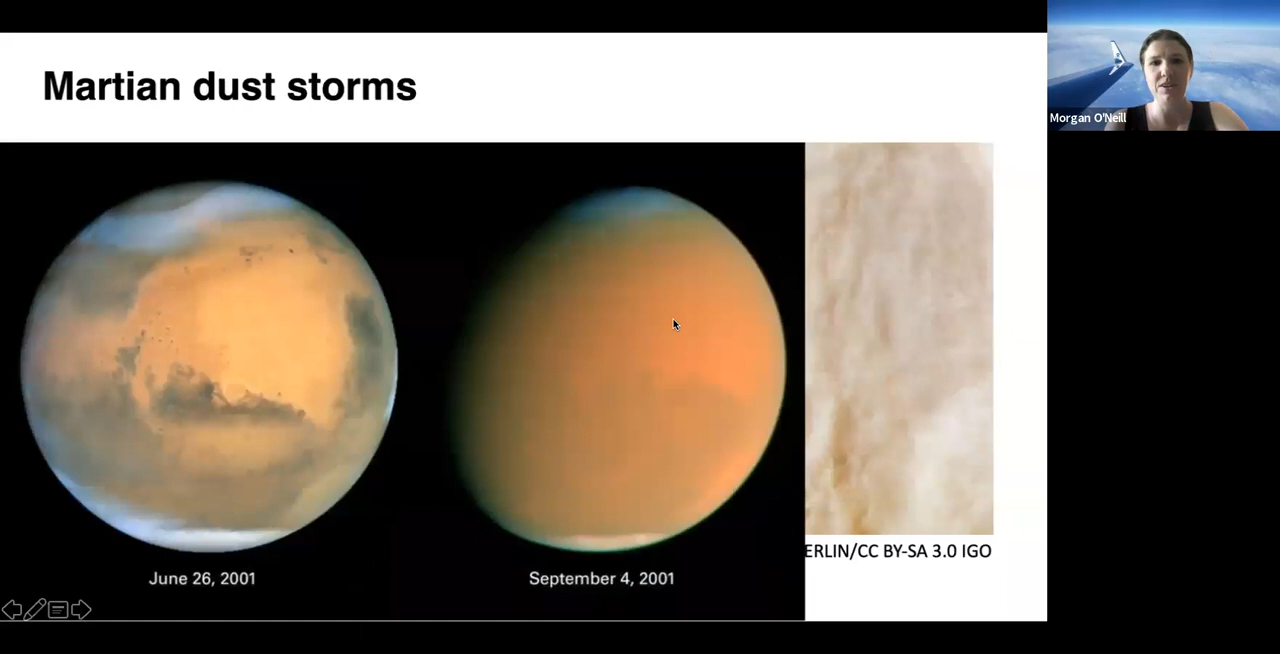 Martian dust storms
Morgan O'Neill
ERLIN/CC BY-SA 3.0 IGO
June 26, 2001
September 4, 2001